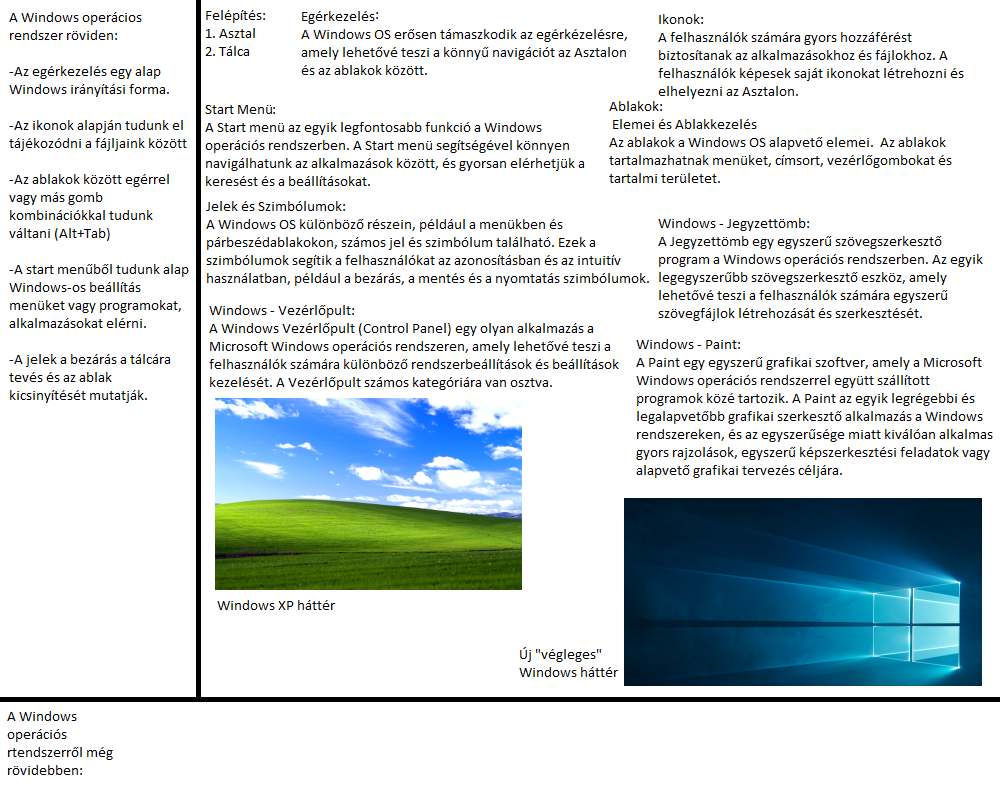 A Windows operációs
rendszer röviden:
-Az egérkezelés egy alap
Windows irányítási forma.
-Az ikonok alapján tudunk el
tájékozódni a fájljaink között
-Az ablakok között egérrel
vagy más gomb
kombinációkkal tudunk
váltani (Alt+Tab)
-A start menűből tudunk alap
Windows-os beállítás
menüket vagy programokat,
alkalmazásokat elérni.
-A jelek a bezárás a tálcára
tevés és az ablak
kicsinyítését mutatják.
Felépítés:
1. Asztal
2. Tálca
Egérkezelés:
A Windows OS erősen támaszkodik az egérkézelésre,
amely lehetővé teszi a könnyű navigációt az Asztalon
és az ablakok között.
Ikonok:
A felhasználók számára gyors hozzáférést
biztosítanak az alkalmazásokhoz és fájlokhoz. A
felhasználók képesek saját ikonokat létrehozni és
elhelyezni az Asztalon.
Start Menü:
A Start menü az egyik legfontosabb funkció a Windows
operációs rendszerben. A Start menü segítségével könnyen
navigálhatunk az alkalmazások között, és gyorsan elérhetjük a
keresést és a beállításokat.
Ablakok:
Elemei és Ablakkezelés
Az ablakok a Windows OS alapvető elemei. Az ablakok
tartalmazhatnak menüket, címsort, vezérlőgombokat és
tartalmi területet.
Jelek és Szimbólumok:
A Windows OS különböző részein, például a menükben és
párbeszédablakokon, számos jel és szimbólum található. Ezek a
szimbólumok segítik a felhasználókat az azonosításban és az intuitív
használatban, például a bezárás, a mentés és a nyomtatás szimbólumok.
Windows - Jegyzettömb:
A Jegyzettömb egy egyszerű szövegszerkesztő
program a Windows operációs rendszerben. Az egyik
legegyszerűbb szövegszerkesztő eszköz, amely
lehetővé teszi a felhasználók számára egyszerű
szövegfájlok létrehozását és szerkesztését.
Windows - Vezérlőpult:
A Windows Vezérlőpult (Control Panel) egy olyan alkalmazás a
Microsoft Windows operációs rendszeren, amely lehetővé teszi a
felhasználók számára különböző rendszerbeállítások és beállítások
kezelését. A Vezérlőpult számos kategóriára van osztva.
Windows - Paint:
A Paint egy egyszerű grafikai szoftver, amely a Microsoft
Windows operációs rendszerrel együtt szállított
programok közé tartozik. A Paint az egyik legrégebbi és
legalapvetőbb grafikai szerkesztő alkalmazás a Windows
rendszereken, és az egyszerűsége miatt kiválóan alkalmas
gyors rajzolások, egyszerű képszerkesztési feladatok vagy
alapvető grafikai tervezés céljára.
Windows XP háttér
Új "végleges"
Windows háttér
A Windows
operációs
rtendszerről még
rövidebben: